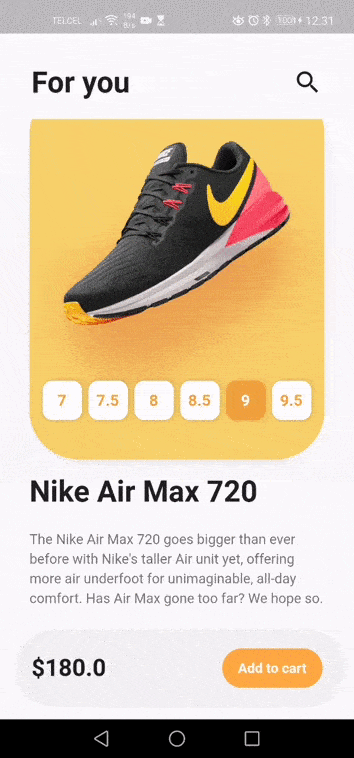 TELCEL 194 B/s 100 12:31
For you
7 7.5 8 8.5 9 9.5
Nike Air Max 720
The Nike Air Max 720 goes bigger than ever
before with Nike's taller Air unit yet, offering
more air underfoot for unimaginable, all-day
comfort. Has Air Max gone too far? We hope so.
$180.0 Add to cart